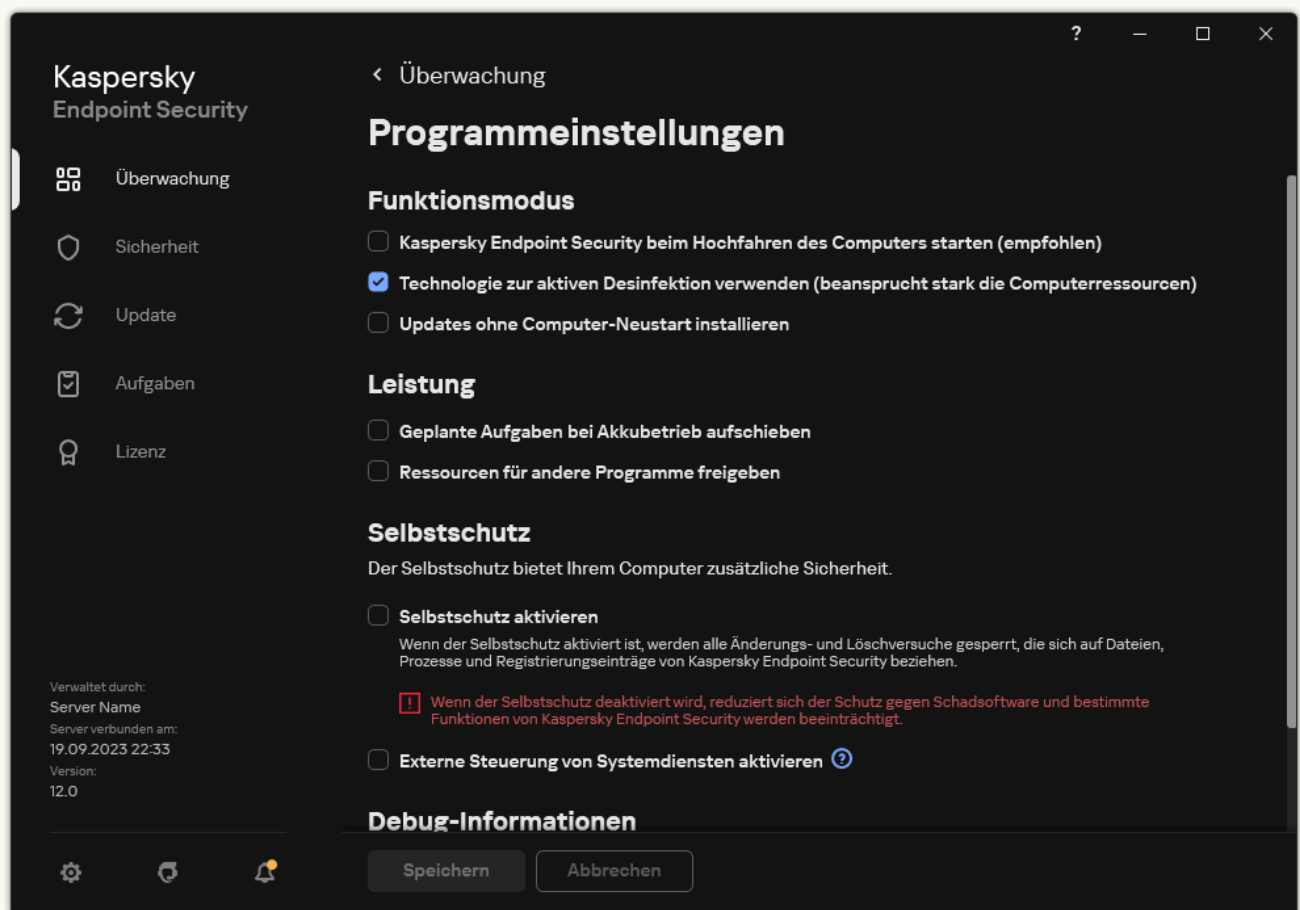 ?
Kaspersky
Endpoint Security
Überwachung
Sicherheit
Update
Aufgaben
Lizenz
Verwaltet durch:
Server Name
Server verbunden am:
19.09.2023 22:33
Version:
12.0
Überwachung
Programmeinstellungen
Funktionsmodus
Kaspersky Endpoint Security beim Hochfahren des Computers starten (empfohlen)
Technologie zur aktiven Desinfektion verwenden (beansprucht stark die Computerressourcen)
Updates ohne Computer-Neustart installieren
Leistung
Geplante Aufgaben bei Akkubetrieb aufschieben
Ressourcen für andere Programme freigeben
Selbstschutz
Der Selbstschutz bietet Ihrem Computer zusätzliche Sicherheit.
Selbstschutz aktivieren
Wenn der Selbstschutz aktiviert ist, werden alle Änderungs- und Löschversuche gesperrt, die sich auf Dateien,
Prozesse und Registrierungseinträge von Kaspersky Endpoint Security beziehen.
Wenn der Selbstschutz deaktiviert wird, reduziert sich der Schutz gegen Schadsoftware und bestimmte
Funktionen von Kaspersky Endpoint Security werden beeinträchtigt.
Externe Steuerung von Systemdiensten aktivieren ?
Debug-Informationen
Speichern
Abbrechen